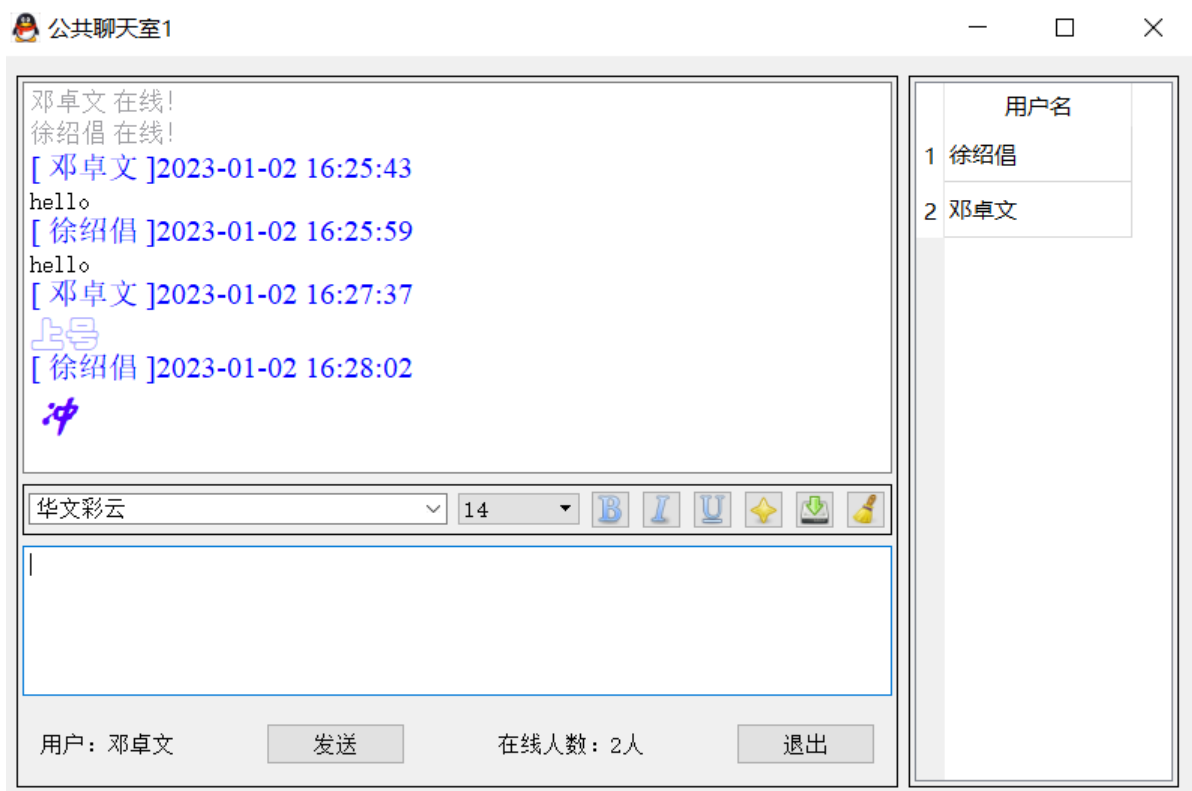 公共聊天室1
邓卓文 在线!
徐绍倡 在线!
[ 邓卓文 ]2023-01-02 16:25:43
hello
[ 徐绍倡 ]2023-01-02 16:25:59
hello
[ 邓卓文 ]2023-01-02 16:27:37
上号
[ 徐绍倡 ]2023-01-02 16:28:02
冲
华文彩云 14 B I U
用户：邓卓文 发送 在线人数：2人 退出
用户名
1 徐绍倡
2 邓卓文